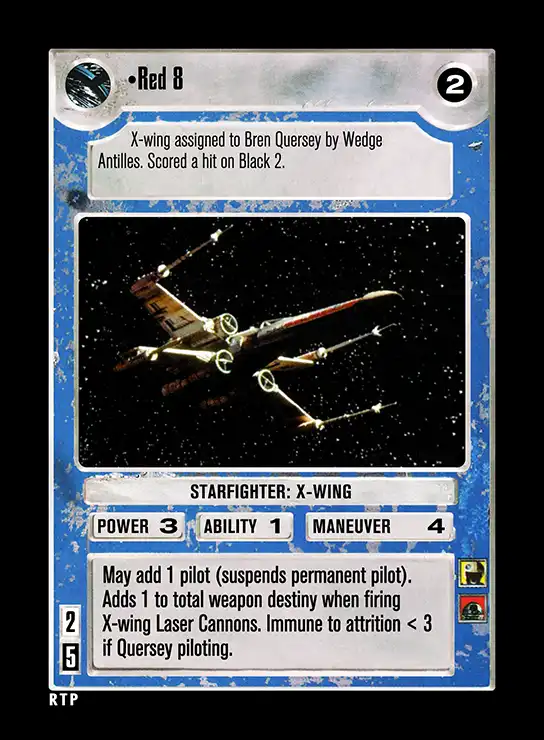 •Red 8
2
X-wing assigned to Bren Quersey by Wedge
Antilles. Scored a hit on Black 2.
STARFIGHTER: X-WING
POWER 3
ABILITY 1
MANEUVER 4
May add 1 pilot (suspends permanent pilot).
Adds 1 to total weapon destiny when firing
X-wing Laser Cannons. Immune to attrition < 3
if Quersey piloting.
2
5
RTP